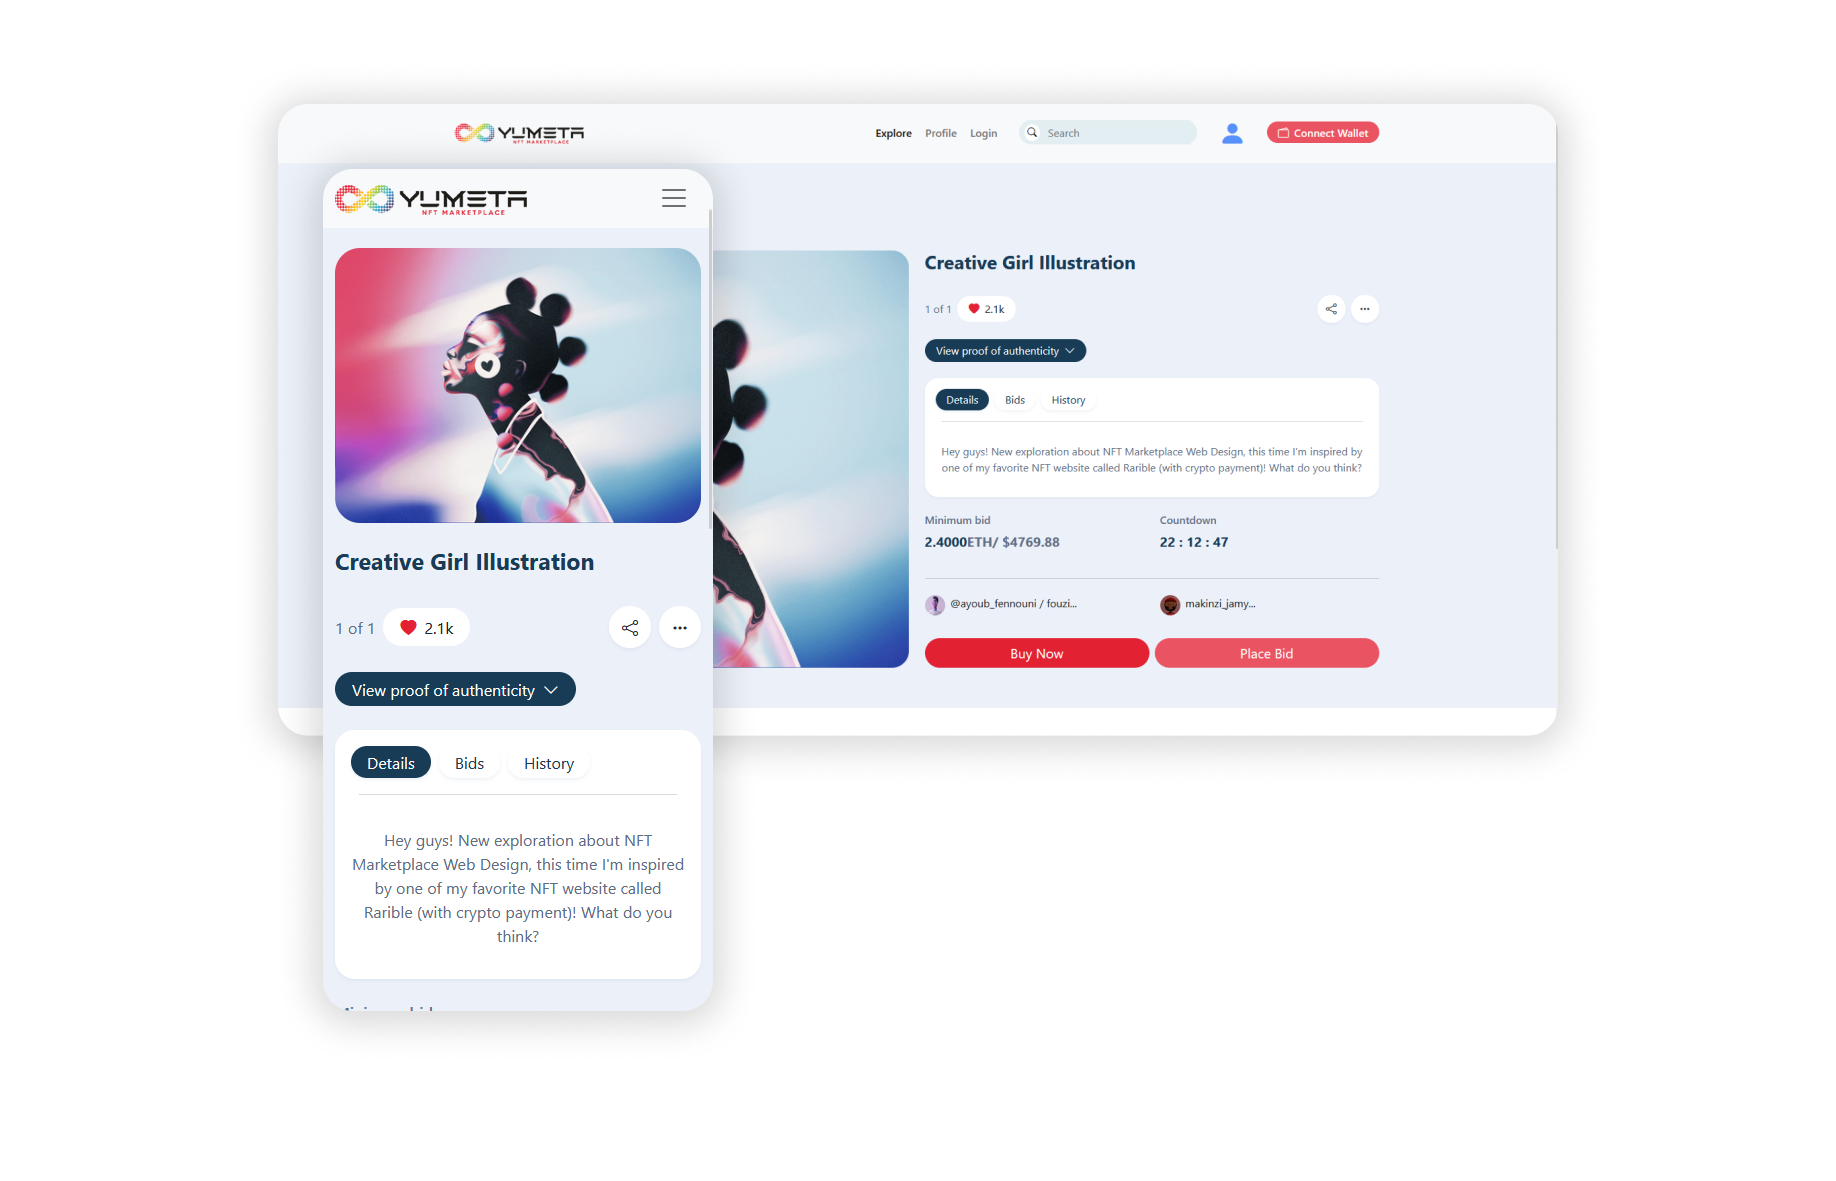 YUMETA
NFT MARKETPLACE
Explore Profile Login Search Connect Wallet
Creative Girl Illustration
1 of 1 2.1k
View proof of authenticity
Details Bids History
Hey guys! New exploration about NFT Marketplace Web Design, this time I'm inspired by
one of my favorite NFT website called Rarible (with crypto payment)! What do you think?
Minimum bid Countdown
2.4000ETH/ $4769.88 22 : 12 : 47
@ayoub_fennouni / fouzi... makinzi_jamy...
Buy Now Place Bid
YUMETA
NFT MARKETPLACE
Creative Girl Illustration
1 of 1 2.1k
View proof of authenticity
Details Bids History
Hey guys! New exploration about NFT
Marketplace Web Design, this time I'm inspired
by one of my favorite NFT website called
Rarible (with crypto payment)! What do you
think?